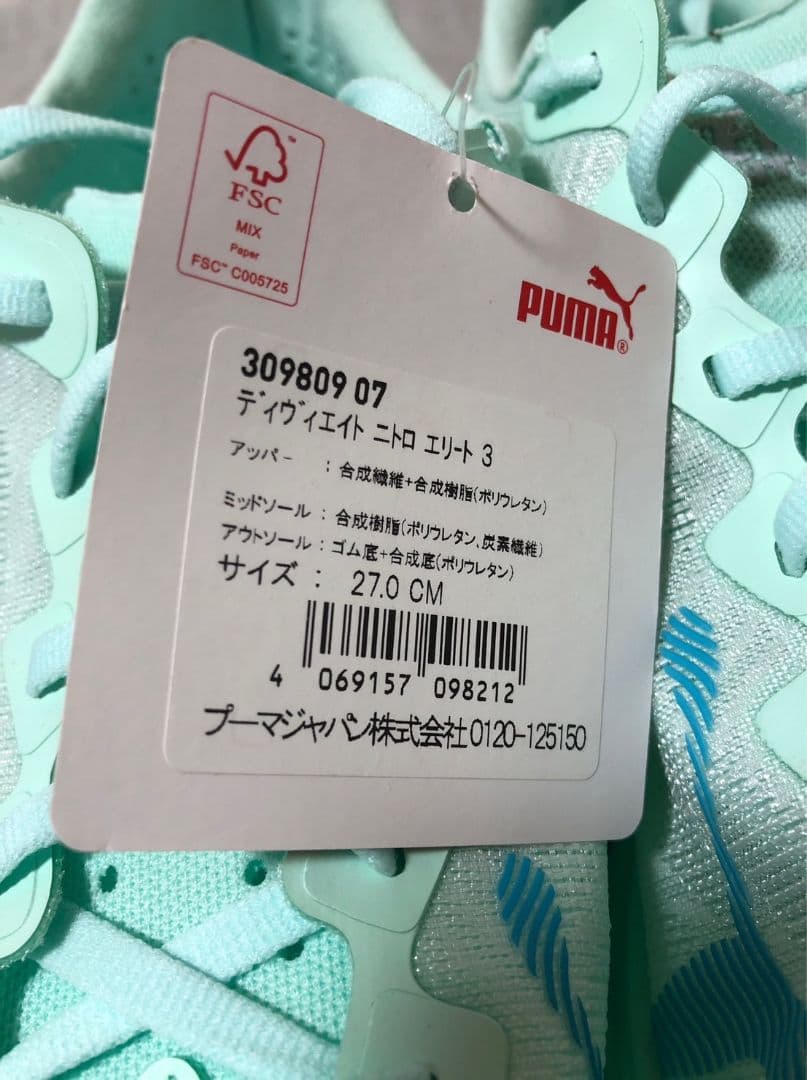 FSC™
MIX
Paper
FSC™ C005725
PUMA®
309809 07
ディヴィエイト ニトロ エリート 3
アッパー : 合成繊維+合成樹脂(ポリウレタン)
ミッドソール : 合成樹脂(ポリウレタン、炭素繊維)
アウトソール : ゴム底+合成底(ポリウレタン)
サイズ : 27.0 CM
4 069157 098212
プーマジャパン株式会社 0120-125150